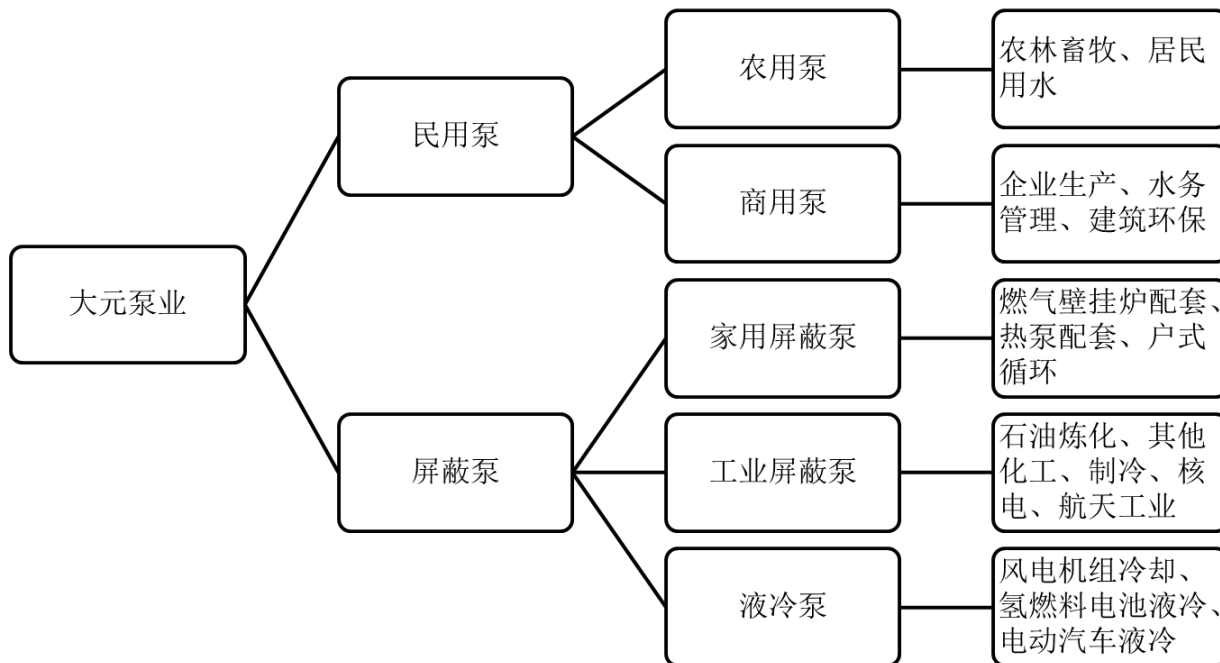 大元泵业
民用泵
农用泵
农林畜牧、居民
用水
商用泵
企业生产、水务
管理、建筑环保
屏蔽泵
家用屏蔽泵
燃气壁挂炉配套、
热泵配套、户式
循环
工业屏蔽泵
石油炼化、其他
化工、制冷、核
电、航天工业
液冷泵
风电机组冷却、
氢燃料电池液冷、
电动汽车液冷